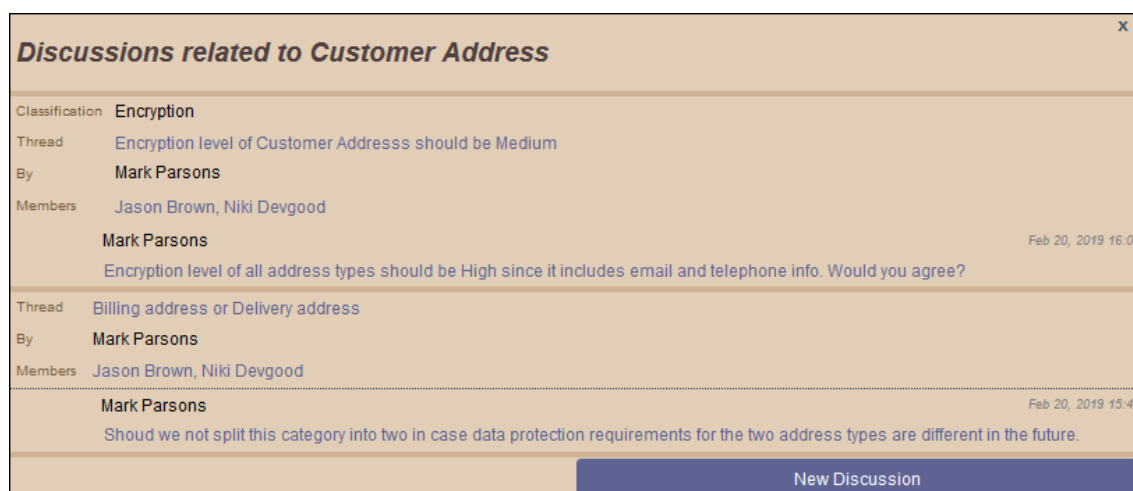 x
Discussions related to Customer Address
Classification Encryption
Thread Encryption level of Customer Addresss should be Medium
By Mark Parsons
Members Jason Brown, Niki Devgood
Mark Parsons Feb 20, 2019 16:0
Encryption level of all address types should be High since it includes email and telephone info. Would you agree?
Thread Billing address or Delivery address
By Mark Parsons
Members Jason Brown, Niki Devgood
Mark Parsons Feb 20, 2019 15:4
Shoud we not split this category into two in case data protection requirements for the two address types are different in the future.
New Discussion